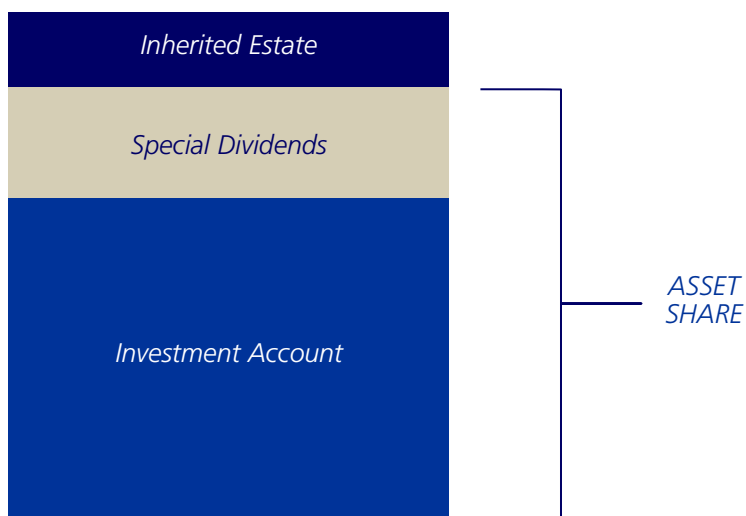 Inherited Estate
Special Dividends
ASSET
SHARE
Investment Account